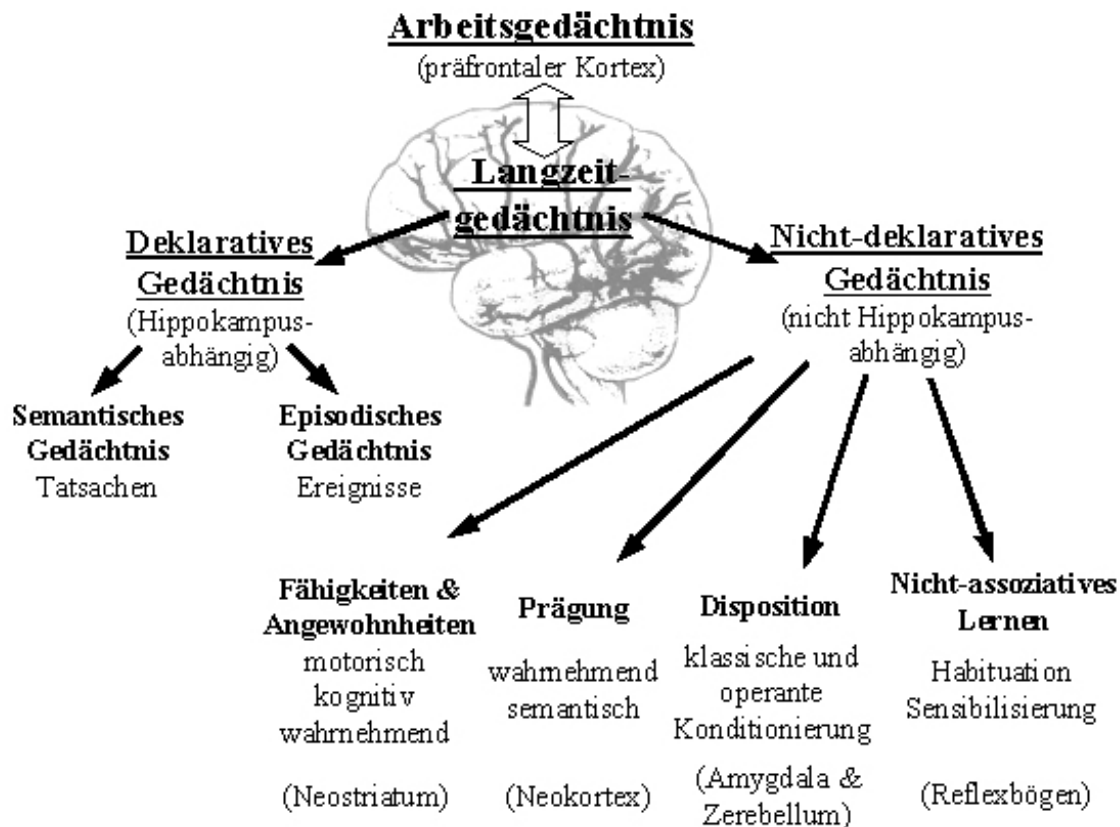 Arbeitsgedächtnis
(präfrontaler Kortex)
Langzeit-
gedächtnis
Deklaratives
Gedächtnis
(Hippokampus-
abhängig)
Nicht-deklaratives
Gedächtnis
(nicht Hippokampus-
abhängig)
Semantisches
Gedächtnis
Tatsachen
Episodisches
Gedächtnis
Ereignisse
Fähigkeiten &
Angewohnheiten
motorisch
kognitiv
wahrnehmend
(Neostriatum)
Prägung
wahrnehmend
semantisch
(Neokortex)
Disposition
klassische und
operante
Konditionierung
(Amygdala &
Zerebellum)
Nicht-assoziatives
Lernen
Habituation
Sensibilisierung
(Reflexbögen)